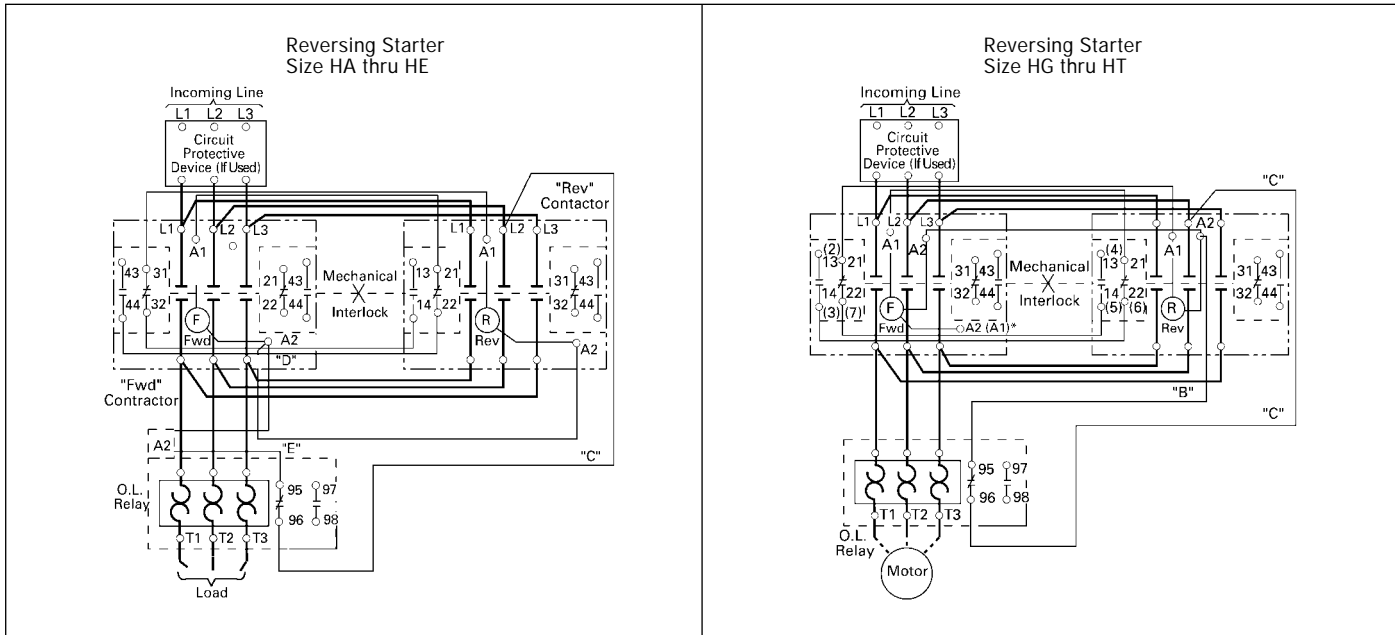 Reversing Starter
Size HA thru HE
Incoming Line
L1 L2 L3
Circuit
Protective
Device (If Used)
"Rev"
Contactor
L1 L2 L3 L1 L2 L3
A1 A1
43 31 21 43 Mechanical 13 21 31 43
44 32 22 44 Interlock 14 22 32 44
F R
Fwd Rev
A2 A2
"D"
"Fwd"
Contractor
A2 "E" "C"
O.L.
Relay
95 97
96 98
T1 T2 T3
Load
Reversing Starter
Size HG thru HT
Incoming Line
L1 L2 L3
Circuit
Protective
Device (If Used)
"C"
L1 L2 L3 A2
A1 A2 A1
(2) (4)
13 21 31 43 Mechanical 13 21 31 43
14 22 32 44 Interlock 14 22 32 44
(3) (7) F (5) (6) R
Fwd A2 (A1)* Rev
"B"
"C"
95 97
96 98
T1 T2 T3
O.L.
Relay
Motor